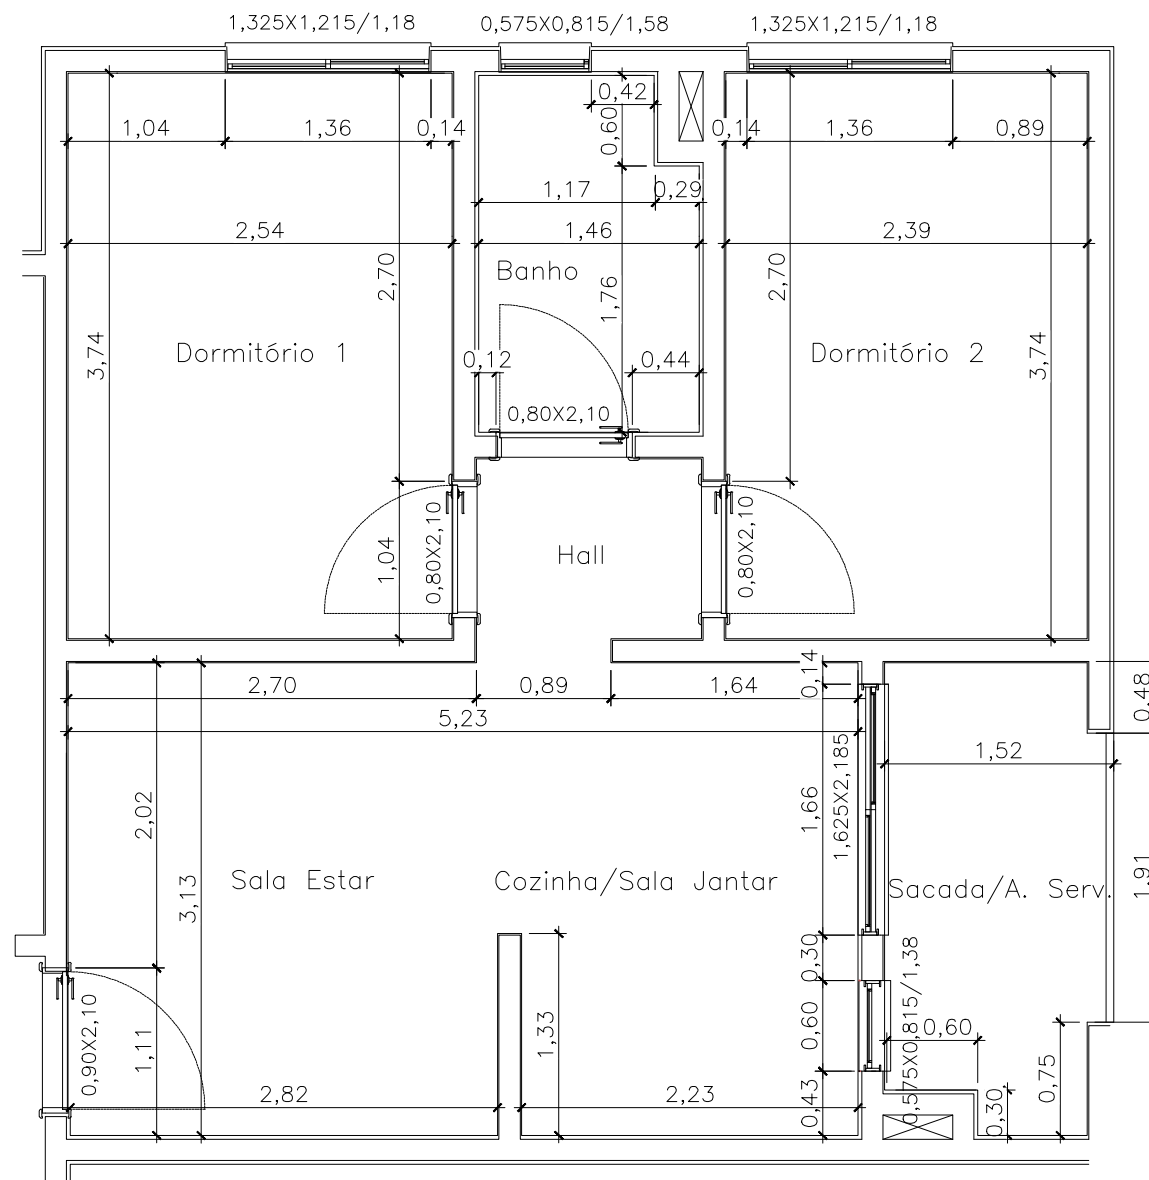 1,325X1,215/1,18
0,575X0,815/1,58
1,325X1,215/1,18
0,42
0,60
1,04
1,36
0,14
0,14
1,36
0,89
1,17
0,29
2,54
1,46
2,39
2,70
Banho
1,76
2,70
3,74
Dormitório 1
0,12
0,44
Dormitório 2
3,74
0,80X2,10
0,80X2,10
1,04
Hall
0,80X2,10
2,70
0,89
1,64
0,14
0,48
5,23
1,52
1,625X2,185
1,66
2,02
3,13
Sala Estar
Cozinha/Sala Jantar
Sacada/A. Serv.
1,91
0,30
0,575X0,815/1,38
0,60
0,60
0,90X2,10
1,11
1,33
0,75
2,82
2,23
0,43
0,30